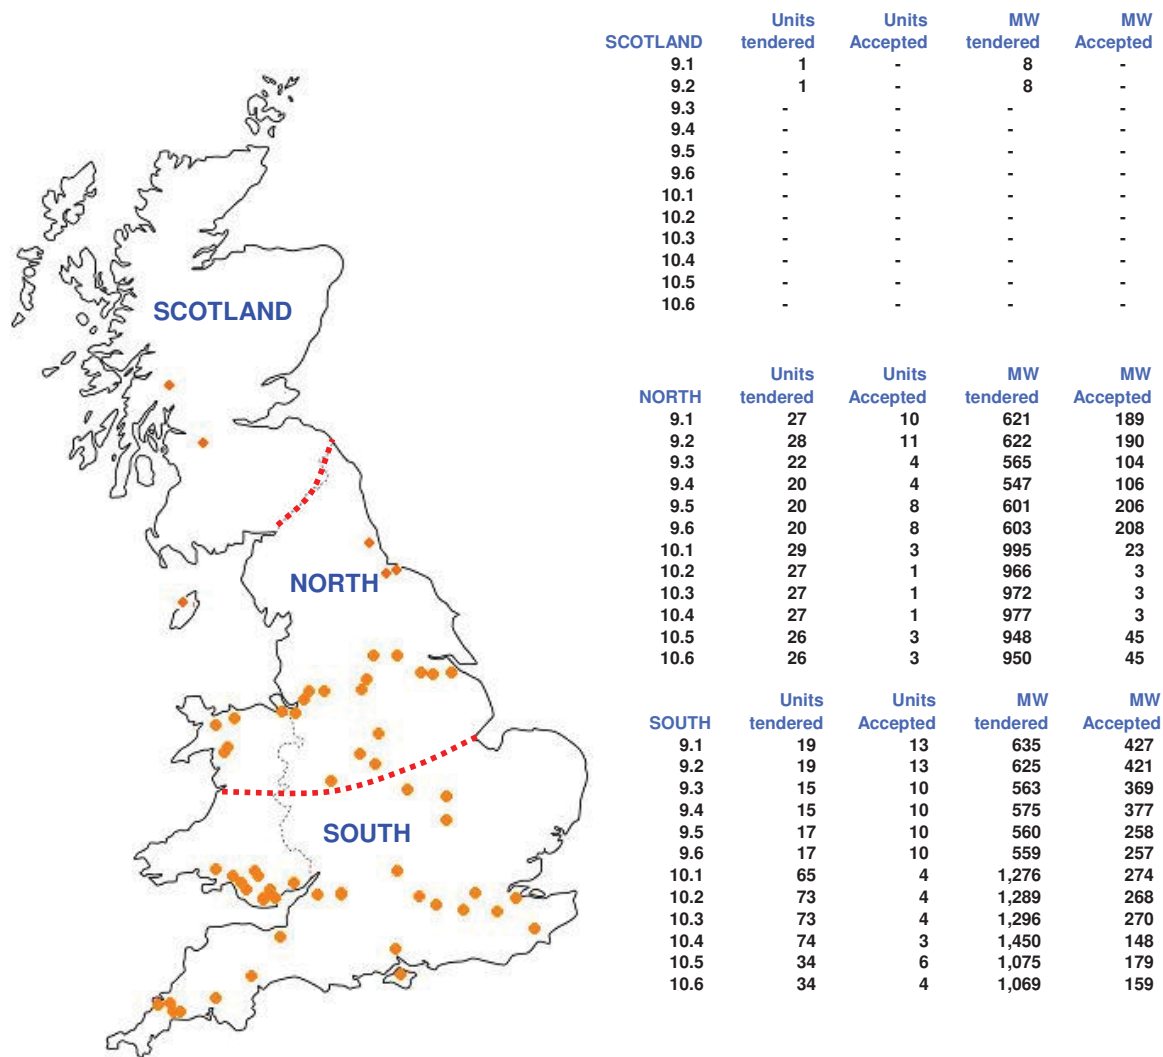 Units Units MW MW
SCOTLAND tendered Accepted tendered Accepted
9.1 1 - 8 -
9.2 1 - 8 -
9.3 - - - -
9.4 - - - -
9.5 - - - -
9.6 - - - -
10.1 - - - -
10.2 - - - -
10.3 - - - -
10.4 - - - -
10.5 - - - -
10.6 - - - -
SCOTLAND
Units Units MW MW
NORTH tendered Accepted tendered Accepted
9.1 27 10 621 189
9.2 28 11 622 190
9.3 22 4 565 104
9.4 20 4 547 106
9.5 20 8 601 206
9.6 20 8 603 208
10.1 29 3 995 23
10.2 27 1 966 3
10.3 27 1 972 3
10.4 27 1 977 3
10.5 26 3 948 45
10.6 26 3 950 45
NORTH
Units Units MW MW
SOUTH tendered Accepted tendered Accepted
9.1 19 13 635 427
9.2 19 13 625 421
9.3 15 10 563 369
9.4 15 10 575 377
9.5 17 10 560 258
9.6 17 10 559 257
10.1 65 4 1,276 274
10.2 73 4 1,289 268
10.3 73 4 1,296 270
10.4 74 3 1,450 148
10.5 34 6 1,075 179
10.6 34 4 1,069 159
SOUTH